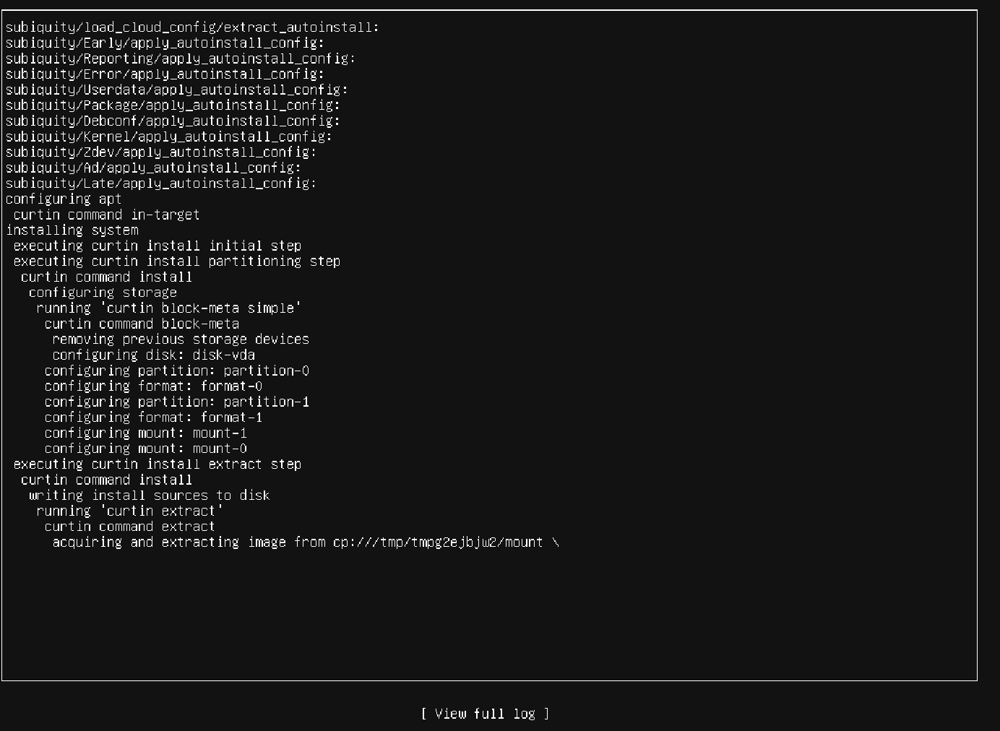 subiquity/load_cloud_config/extract_autoinstall:
subiquity/Early/apply_autoinstall_config:
subiquity/Reporting/apply_autoinstall_config:
subiquity/Error/apply_autoinstall_config:
subiquity/Userdata/apply_autoinstall_config:
subiquity/Package/apply_autoinstall_config:
subiquity/Debconf/apply_autoinstall_config:
subiquity/Kernel/apply_autoinstall_config:
subiquity/Zdev/apply_autoinstall_config:
subiquity/Ad/apply_autoinstall_config:
subiquity/Late/apply_autoinstall_config:
configuring apt
 curtin command in-target
installing system
 executing curtin install initial step
 executing curtin install partitioning step
  curtin command install
   configuring storage
    running 'curtin block-meta simple'
     curtin command block-meta
      removing previous storage devices
      configuring disk: disk-vda
     configuring partition: partition-0
     configuring format: format-0
     configuring partition: partition-1
     configuring format: format-1
     configuring mount: mount-1
     configuring mount: mount-0
 executing curtin install extract step
  curtin command install
   writing install sources to disk
    running 'curtin extract'
     curtin command extract
      acquiring and extracting image from cp:///tmp/tmpg2ejbjw2/mount \
[ View full log ]